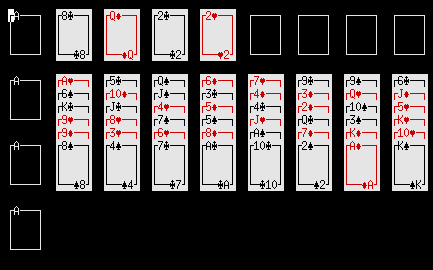 A 8♣ Q♦ 2♣ 2♥
♣8 ♦Q ♣2 ♥2
A A♥ 5♣ Q♠ 6♦ 7♥ 9♣ 9♠ 6♣
6♠ 10♦ J♠ 3♣ 4♦ 3♦ Q♥ J♦
K♣ J♣ 4♥ 5♦ 4♣ 2♦ 10♠ 5♥
9♥ 8♥ 7♠ 5♠ J♥ Q♣ 3♠ K♥
9♦ 3♥ 6♥ 8♦ A♠ 7♦ K♦ 10♥
A 8♠ 4♠ 7♣ A♣ 10♣ 2♠ A♦ K♠
♠8 ♠4 ♣7 ♣A ♣10 ♠2 ♦A ♠K
A